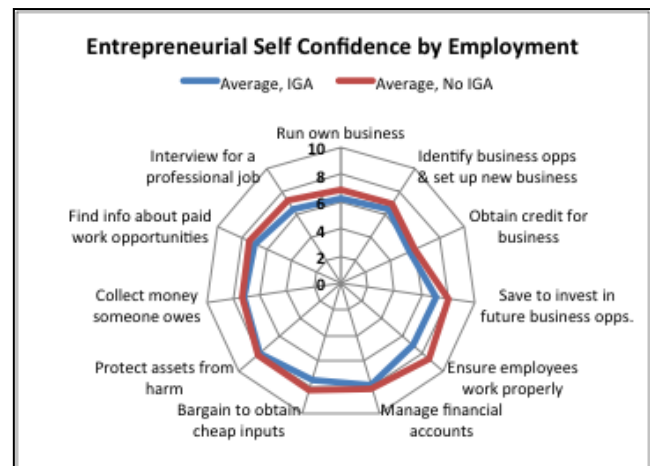 Entrepreneurial Self Confidence by Employment
Average, IGA
Average, No IGA
Run own business
Identify business opps
& set up new business
Obtain credit for
business
Save to invest in
future business opps.
Ensure employees
work properly
Manage financial
accounts
Bargain to obtain
cheap inputs
Protect assets from
harm
Collect money
someone owes
Find info about paid
work opportunities
Interview for a
professional job
10
8
6
4
2
0